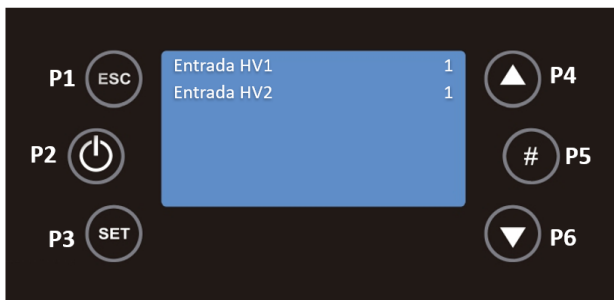 P1 ESC
Entrada HV1 1
Entrada HV2 1
P4
P2
# P5
P3 SET
P6